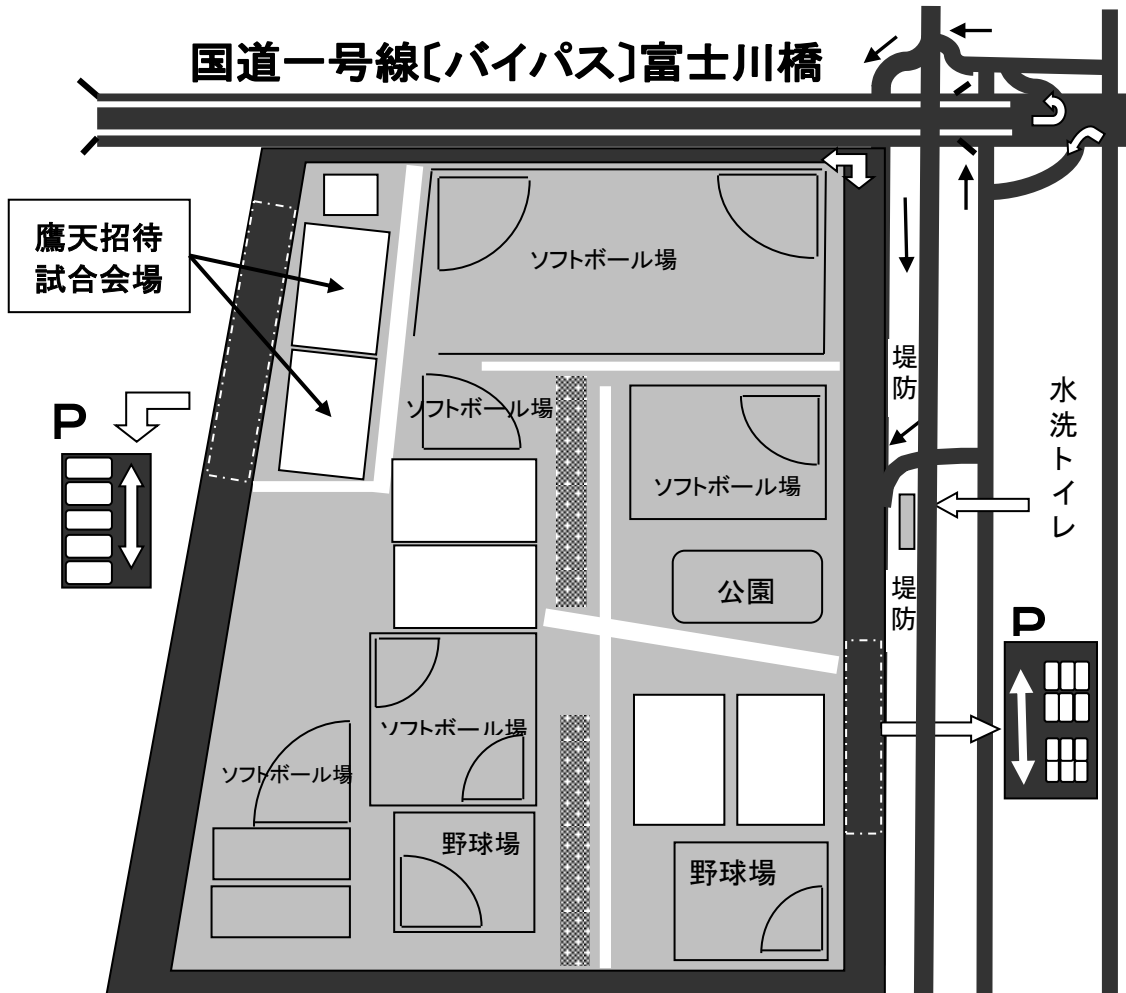 国道一号線〔バイパス〕富士川橋
鷹天招待
試合会場
ソフトボール場
堤防
水洗トイレ
P
ソフトボール場
ソフトボール場
公園
堤防
P
ソフトボール場
ソフトボール場
野球場
野球場